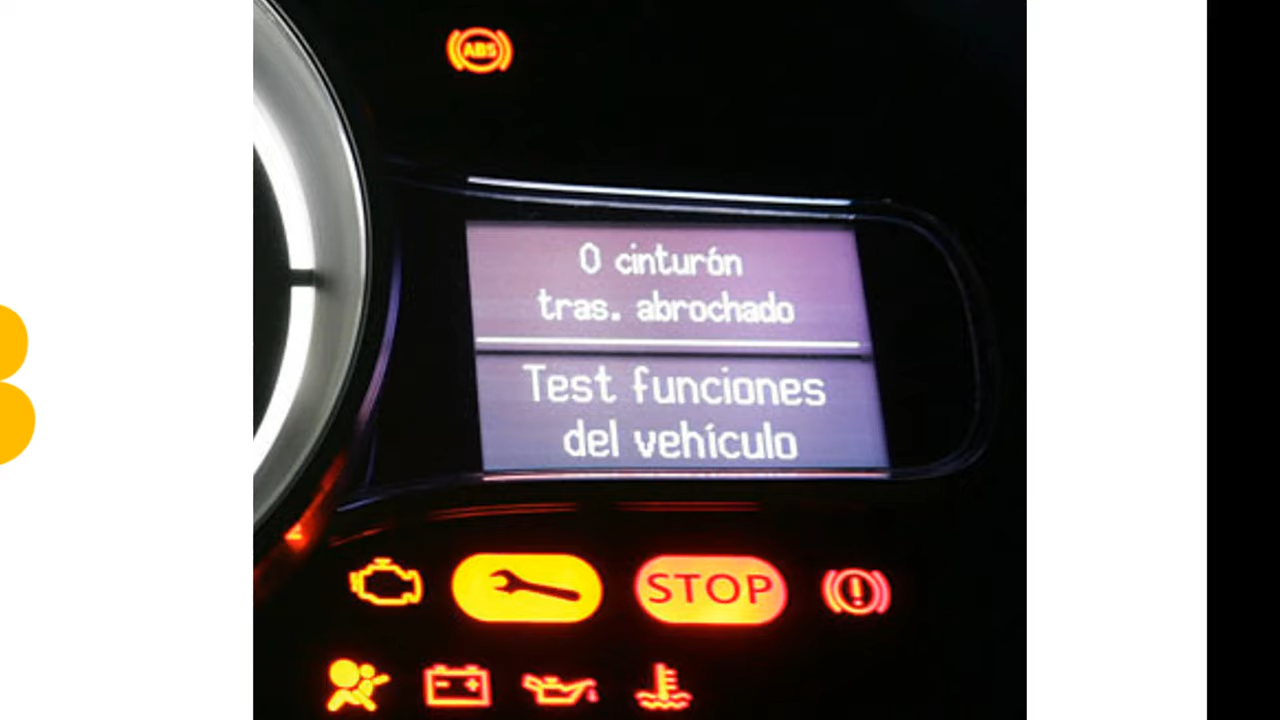 ABS
0 cinturón
tras. abrochado
Test funciones
del vehículo
STOP